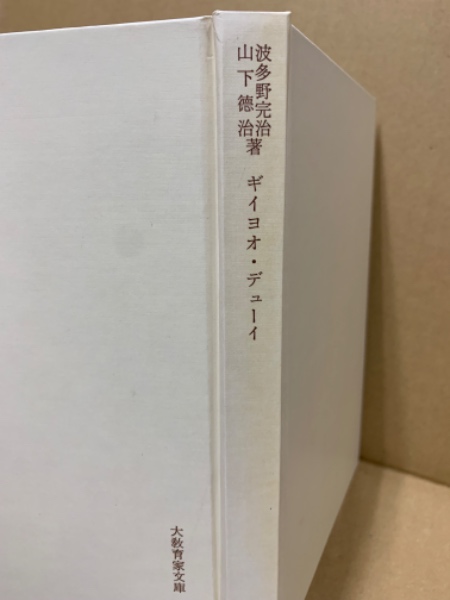 波多野完治
山下徳治著
ギイヨオ・デューイ
大教育家文庫